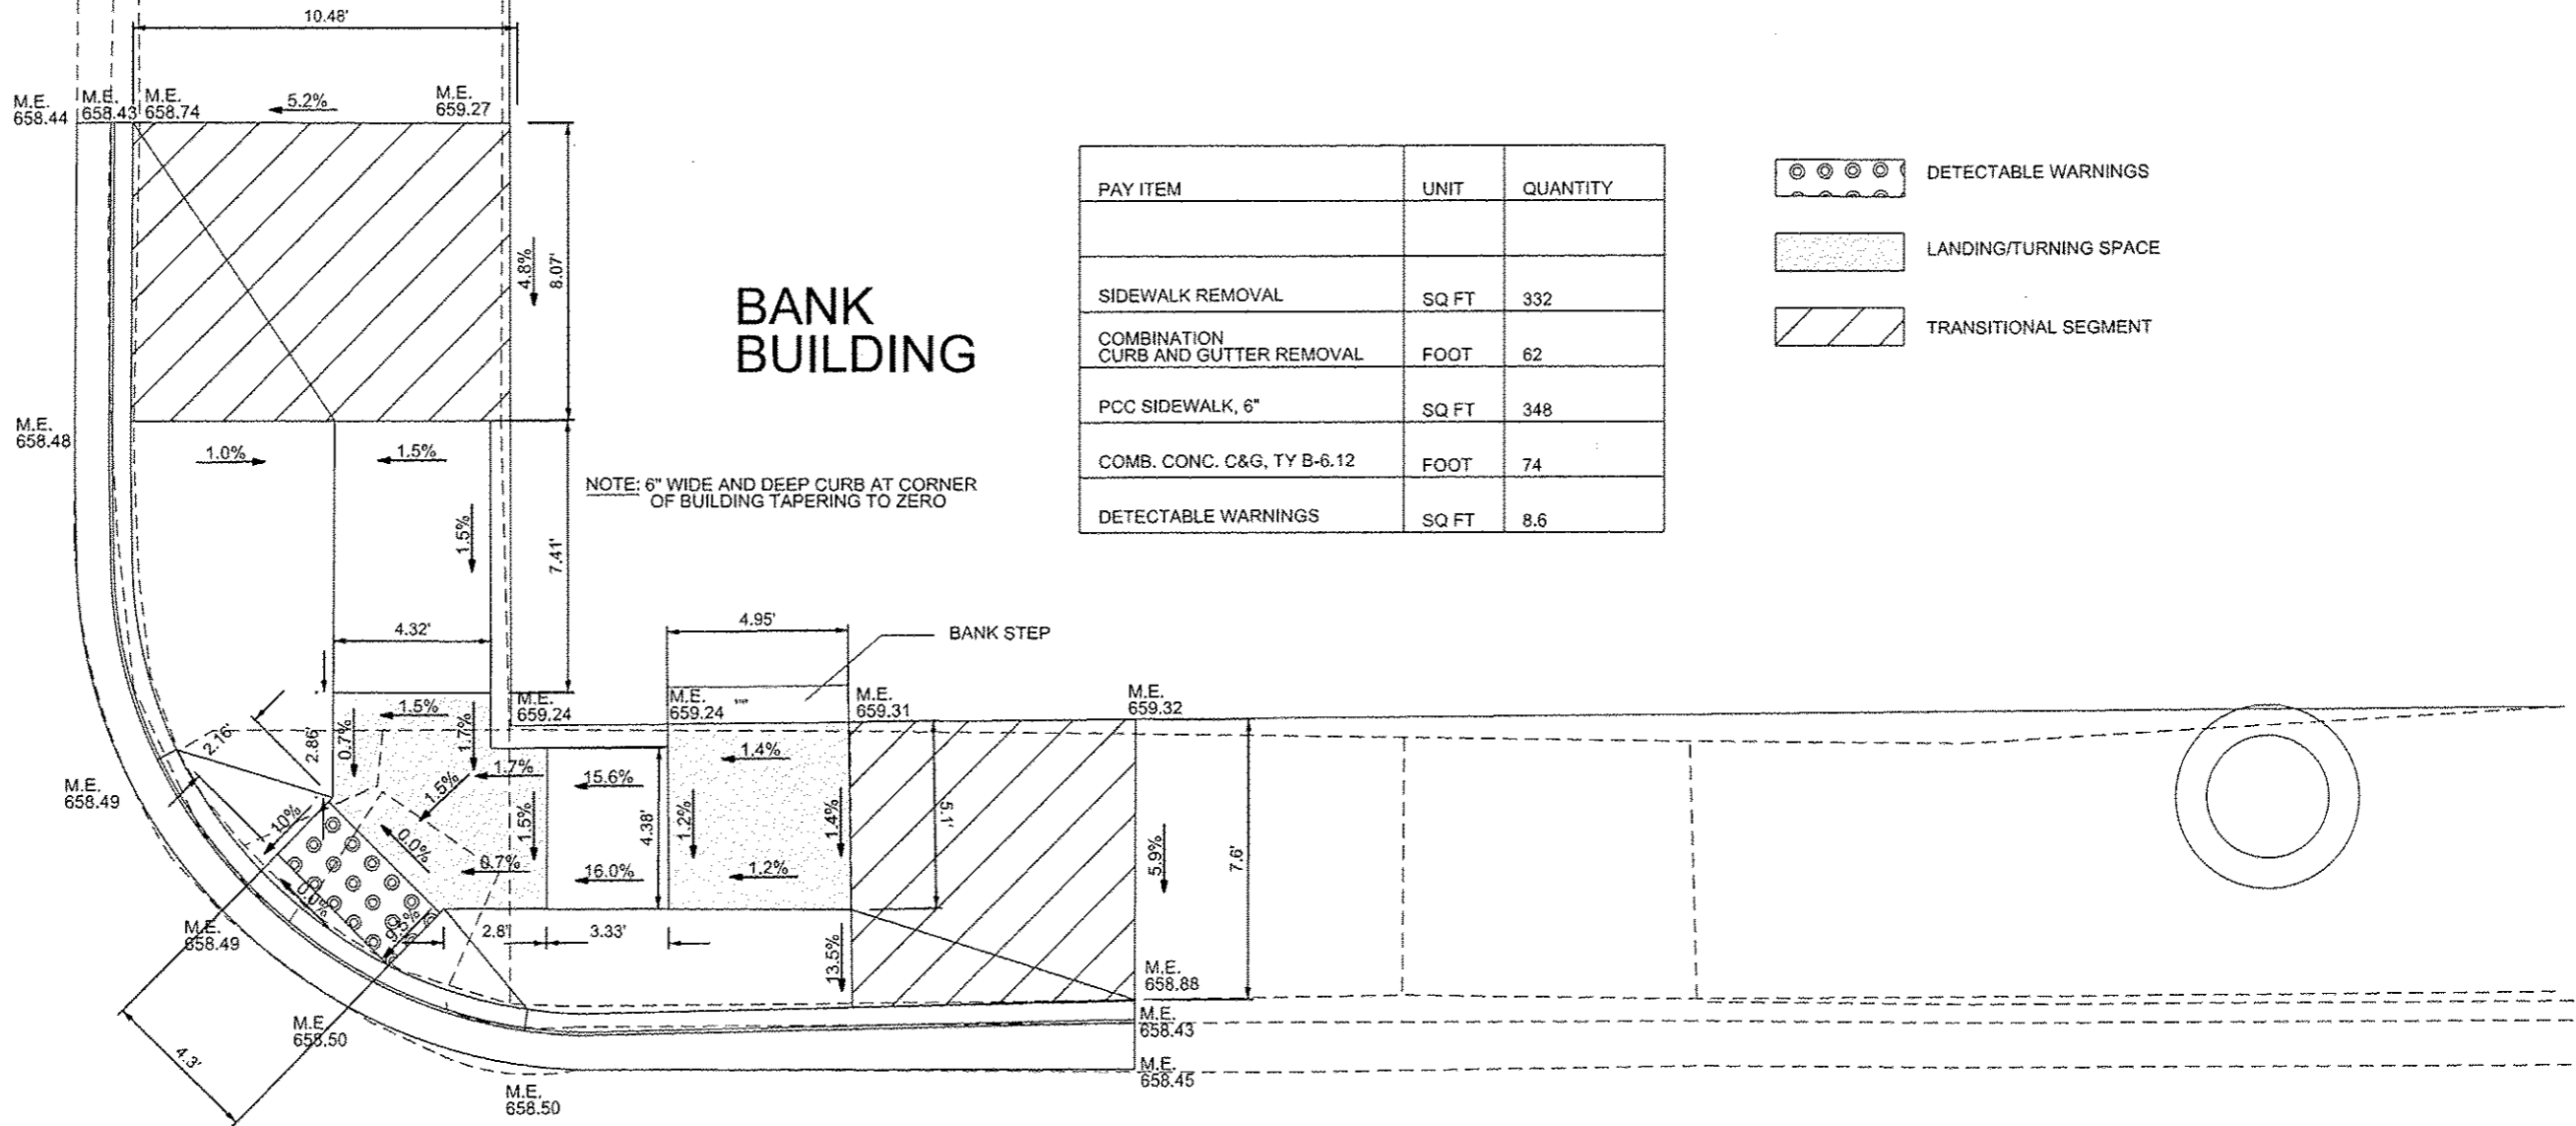 10.48'
M.E.
658.44
M.E.
658.43
M.E.
658.74
5.2%
M.E.
659.27
4.8%
8.07'
BANK
BUILDING
M.E.
658.48
1.0%
1.5%
NOTE: 6" WIDE AND DEEP CURB AT CORNER
OF BUILDING TAPERING TO ZERO
1.5%
7.41'
PAY ITEM UNIT QUANTITY
SIDEWALK REMOVAL SQ FT 332
COMBINATION
CURB AND GUTTER REMOVAL FOOT 62
PCC SIDEWALK, 6" SQ FT 348
COMB. CONC. C&G, TY B-6.12 FOOT 74
DETECTABLE WARNINGS SQ FT 8.6
DETECTABLE WARNINGS
LANDING/TURNING SPACE
TRANSITIONAL SEGMENT
4.32'
4.95'
BANK STEP
M.E.
659.24
M.E.
659.24
M.E.
659.31
M.E.
659.32
2.16'
2.86'
0.7%
1.5%
1.7%
1.7%
1.5%
1.5%
15.6%
4.38'
1.2%
1.4%
1.4%
5.1'
5.9%
7.6'
M.E.
658.49
10%
0.0%
0.7%
16.0%
1.2%
0.0%
9.5%
M.E.
658.49
2.8'
3.33'
13.5%
M.E.
658.88
M.E.
658.50
M.E.
658.43
4.3'
M.E.
658.45
M.E.
658.50